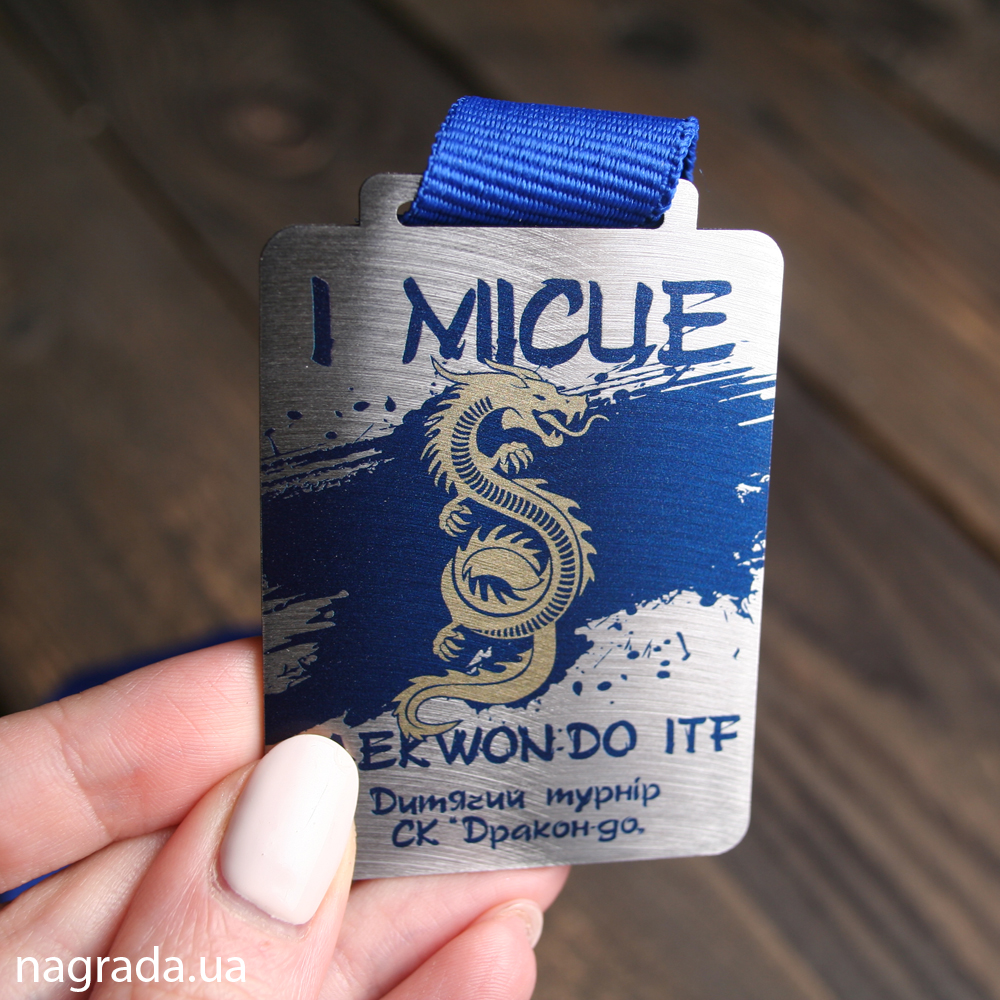 I МІСЦЕ
AEKWON-DO ITF
Дитячий турнір
СК "Дракон-до"
nagrada.ua